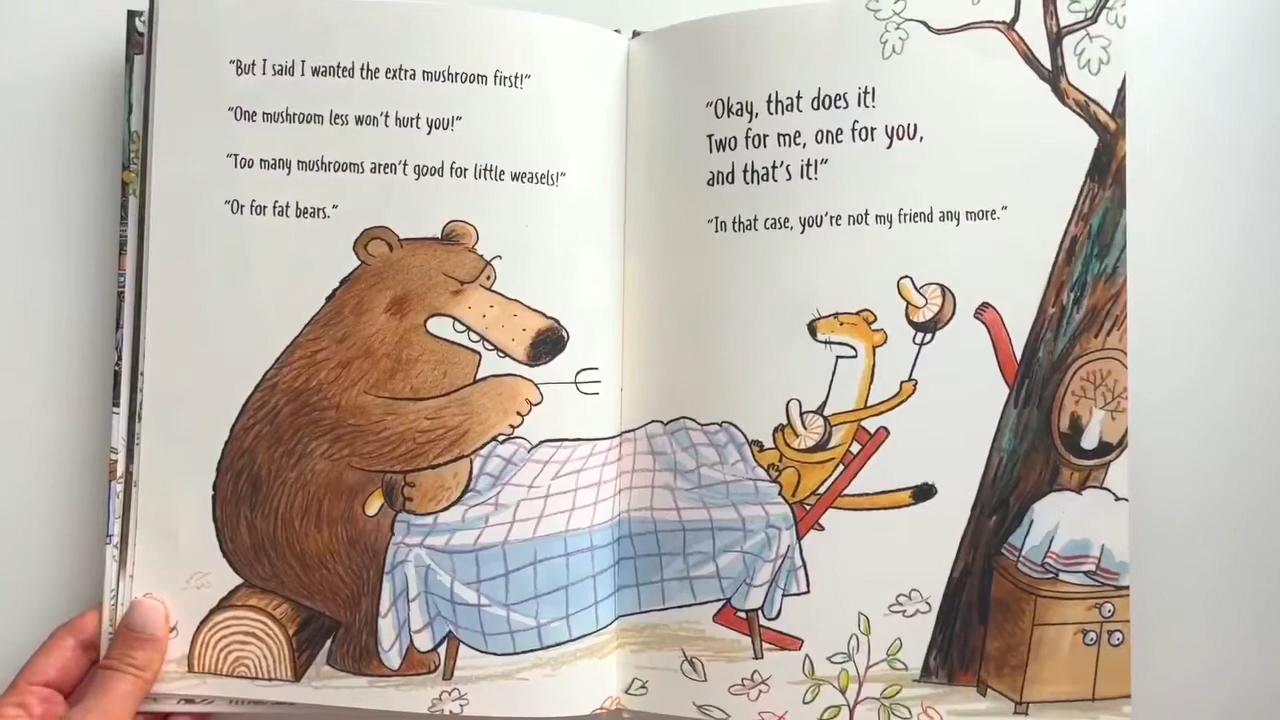 “But I said I wanted the extra mushroom first!”
“One mushroom less won’t hurt you!”
“Too many mushrooms aren’t good for little weasels!”
“Or for fat bears.”
“Okay, that does it!
Two for me, one for you,
and that’s it!”
“In that case, you’re not my friend any more.”